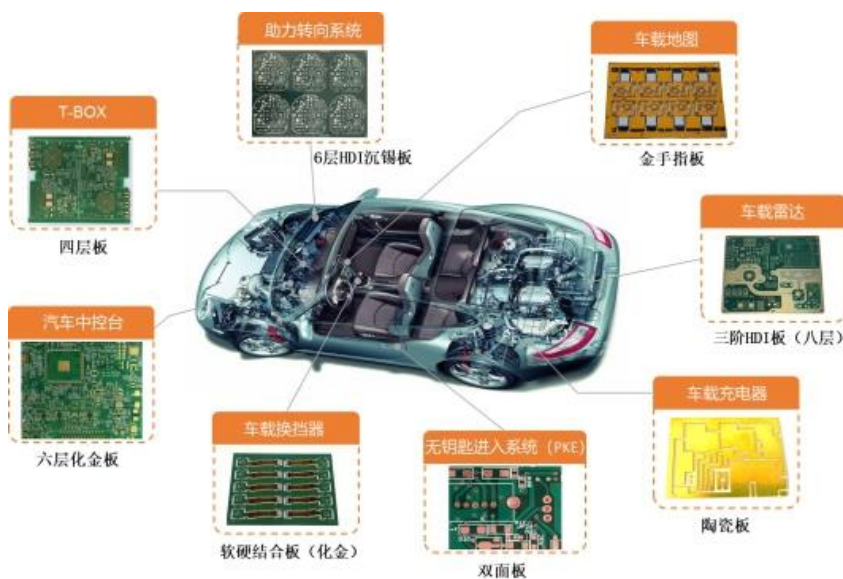 助力转向系统
6层HDI沉锡板
车载地图
金手指板
T-BOX
四层板
车载雷达
三阶HDI板（八层）
汽车中控台
六层化金板
车载换挡器
软硬结合板（化金）
无钥匙进入系统（PKE）
双面板
车载充电器
陶瓷板